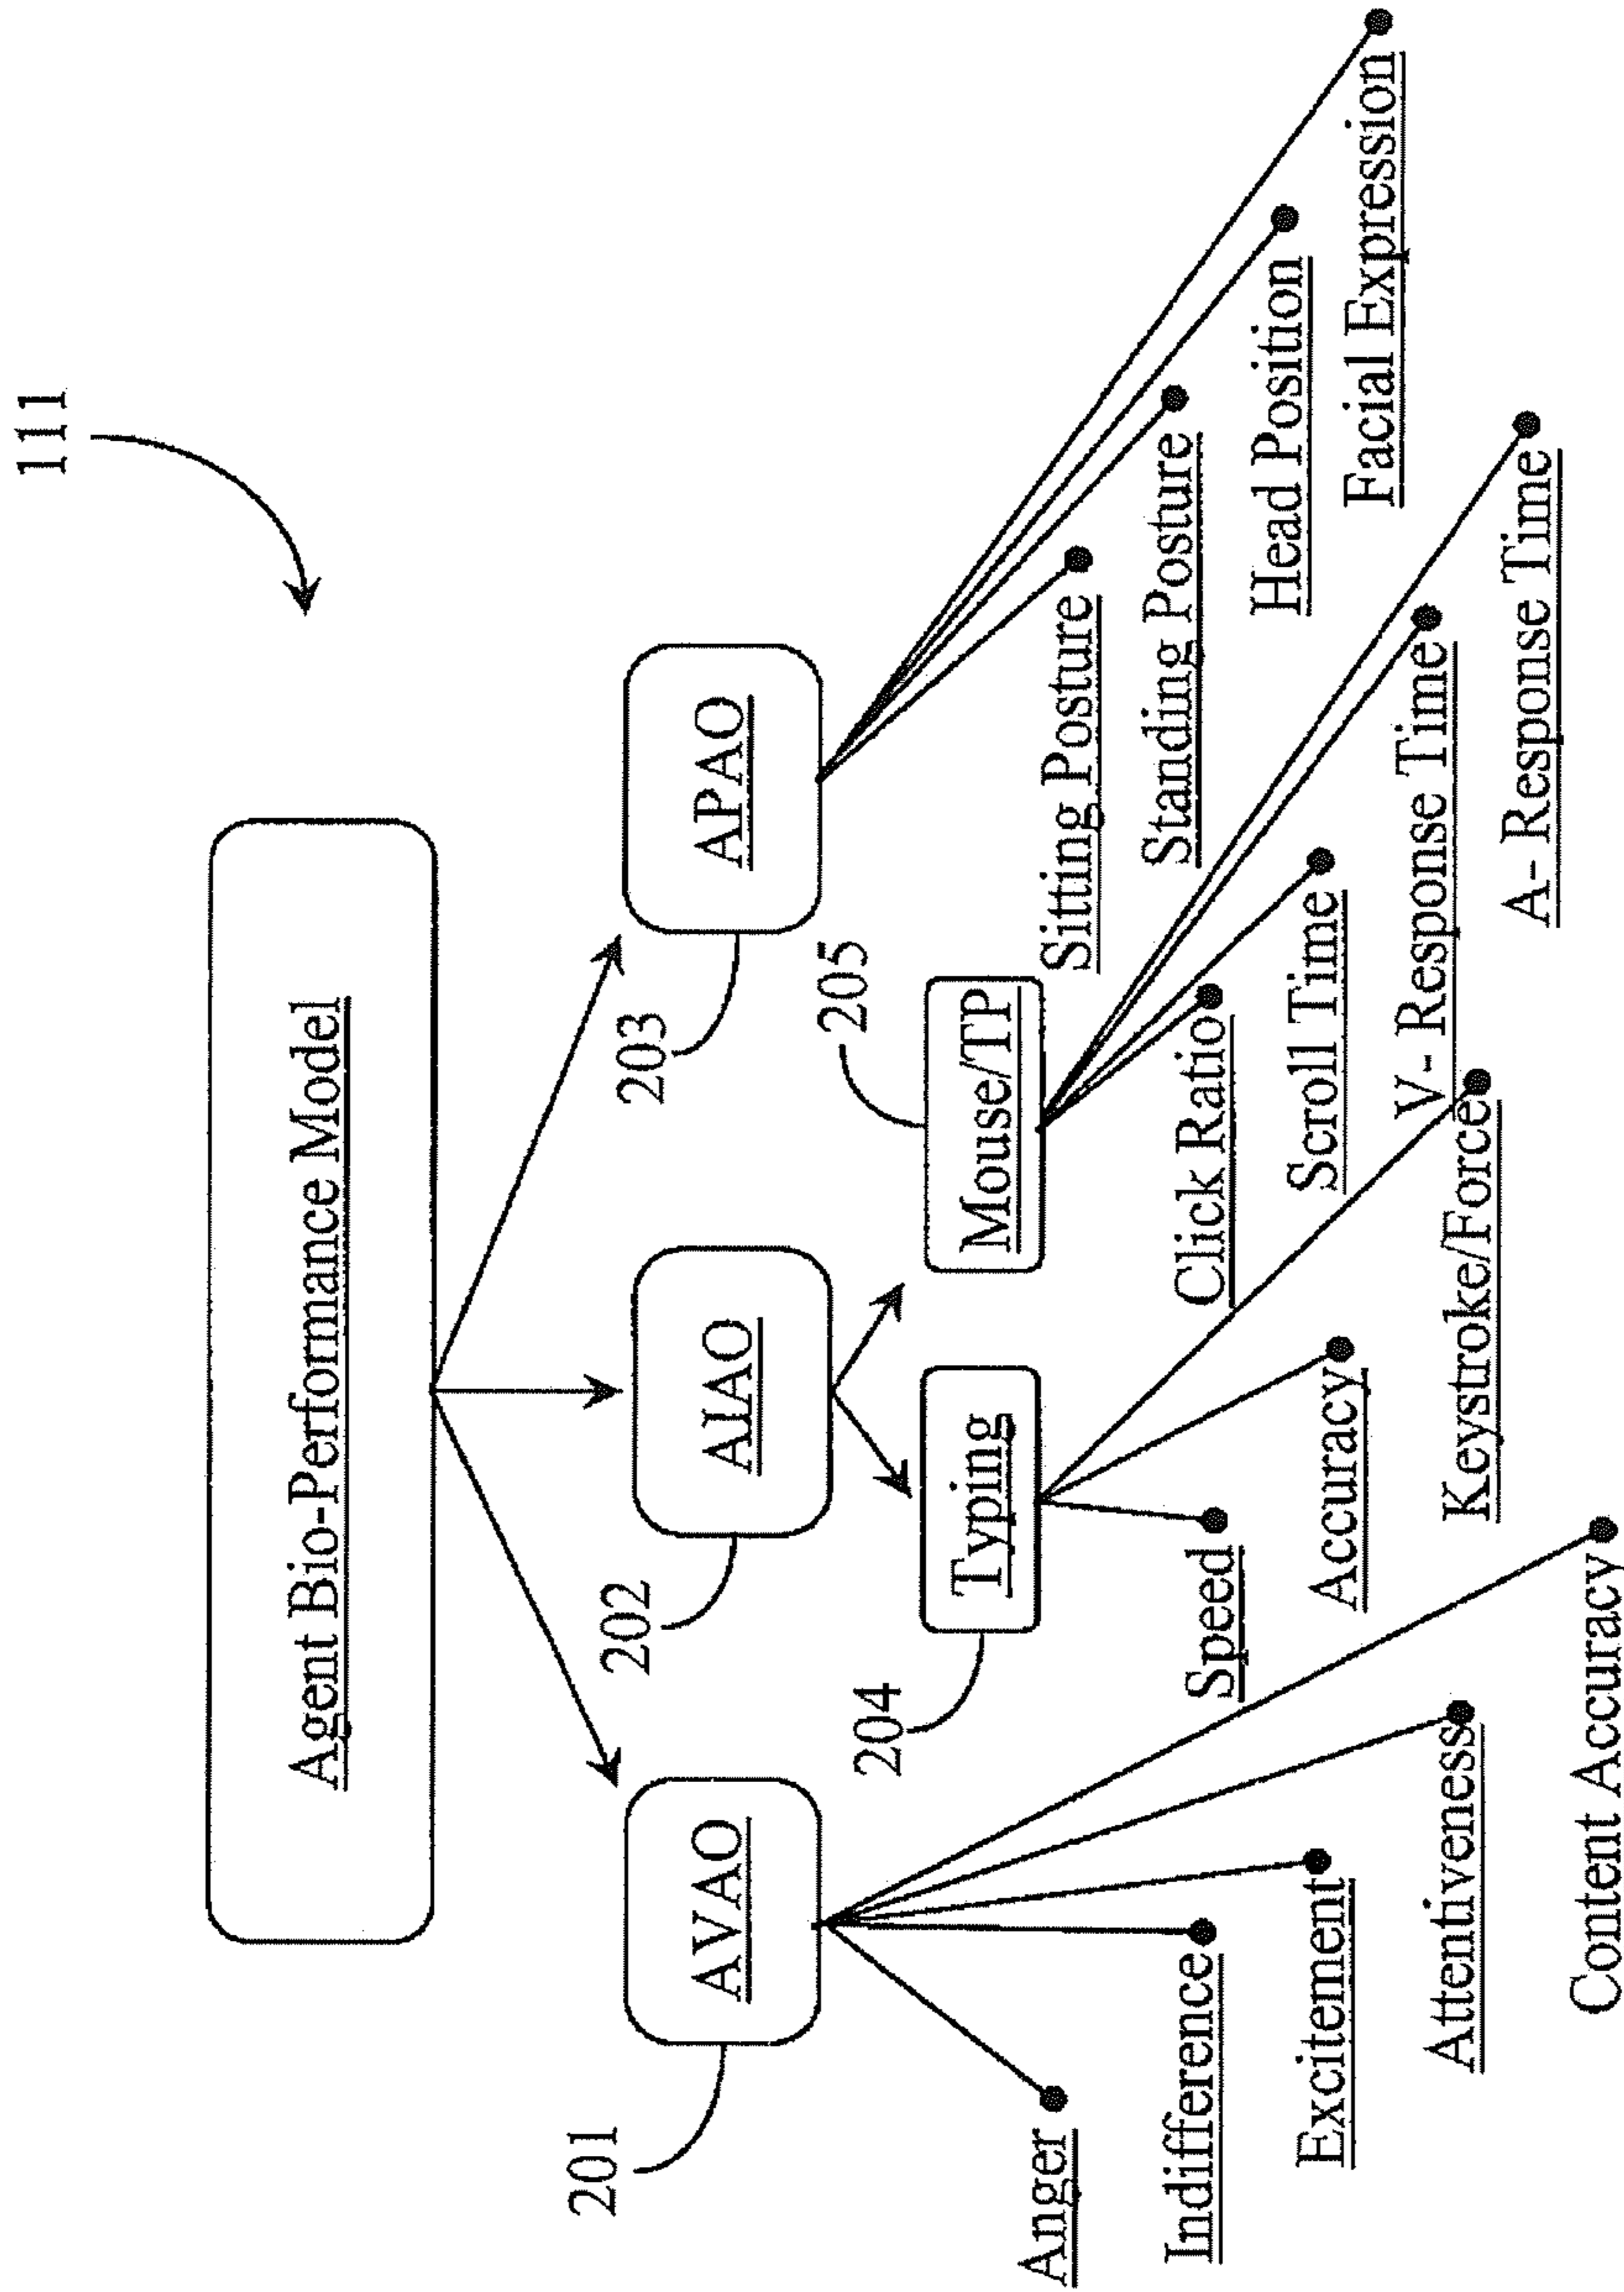 111
Agent Bio-Performance Model
201
AVAO
202
AIAO
203
APAO
204
Typing
205
Mouse/TP
Anger
Indifference
Excitement
Attentiveness
Content Accuracy
Speed
Accuracy
Keystroke/Force
Click Ratio
Scroll Time
V- Response Time
A- Response Time
Sitting Posture
Standing Posture
Head Position
Facial Expression